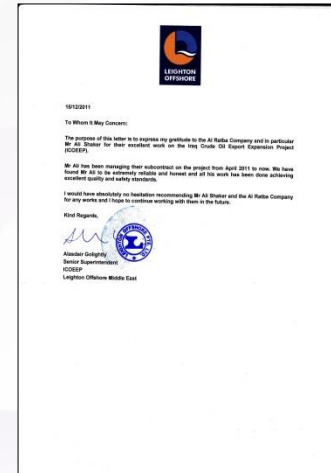 LEIGHTON
OFFSHORE
18/12/2011
To Whom It May Concern:
The purpose of this letter is to express my gratitude to the Al Ratba Company and in particular
Mr Ali Shaker for their excellent work on the Iraq Crude Oil Export Expansion Project
(ICOEEP).
Mr Ali has been managing their subcontract on the project from April 2011 to now. We have
found Mr Ali to be extremely reliable and honest and all his work has been done achieving
excellent quality and safety standards.
I would have absolutely no hesitation recommending Mr Ali Shaker and the Al Ratba Company
for any works and I hope to continue working with them in the future.
Kind Regards,
LEIGHTON OFFSHORE PTE. LTD
Alasdair Golightly
Senior Superintendent
ICOEEP
Leighton Offshore Middle East